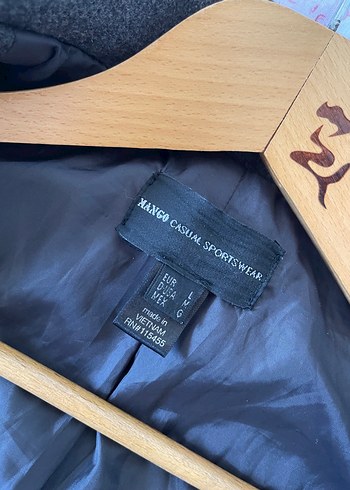 MANGO CASUAL SPORTSWEAR
EUR L
USA M
MEX G
made in
VIETNAM
RN#115455